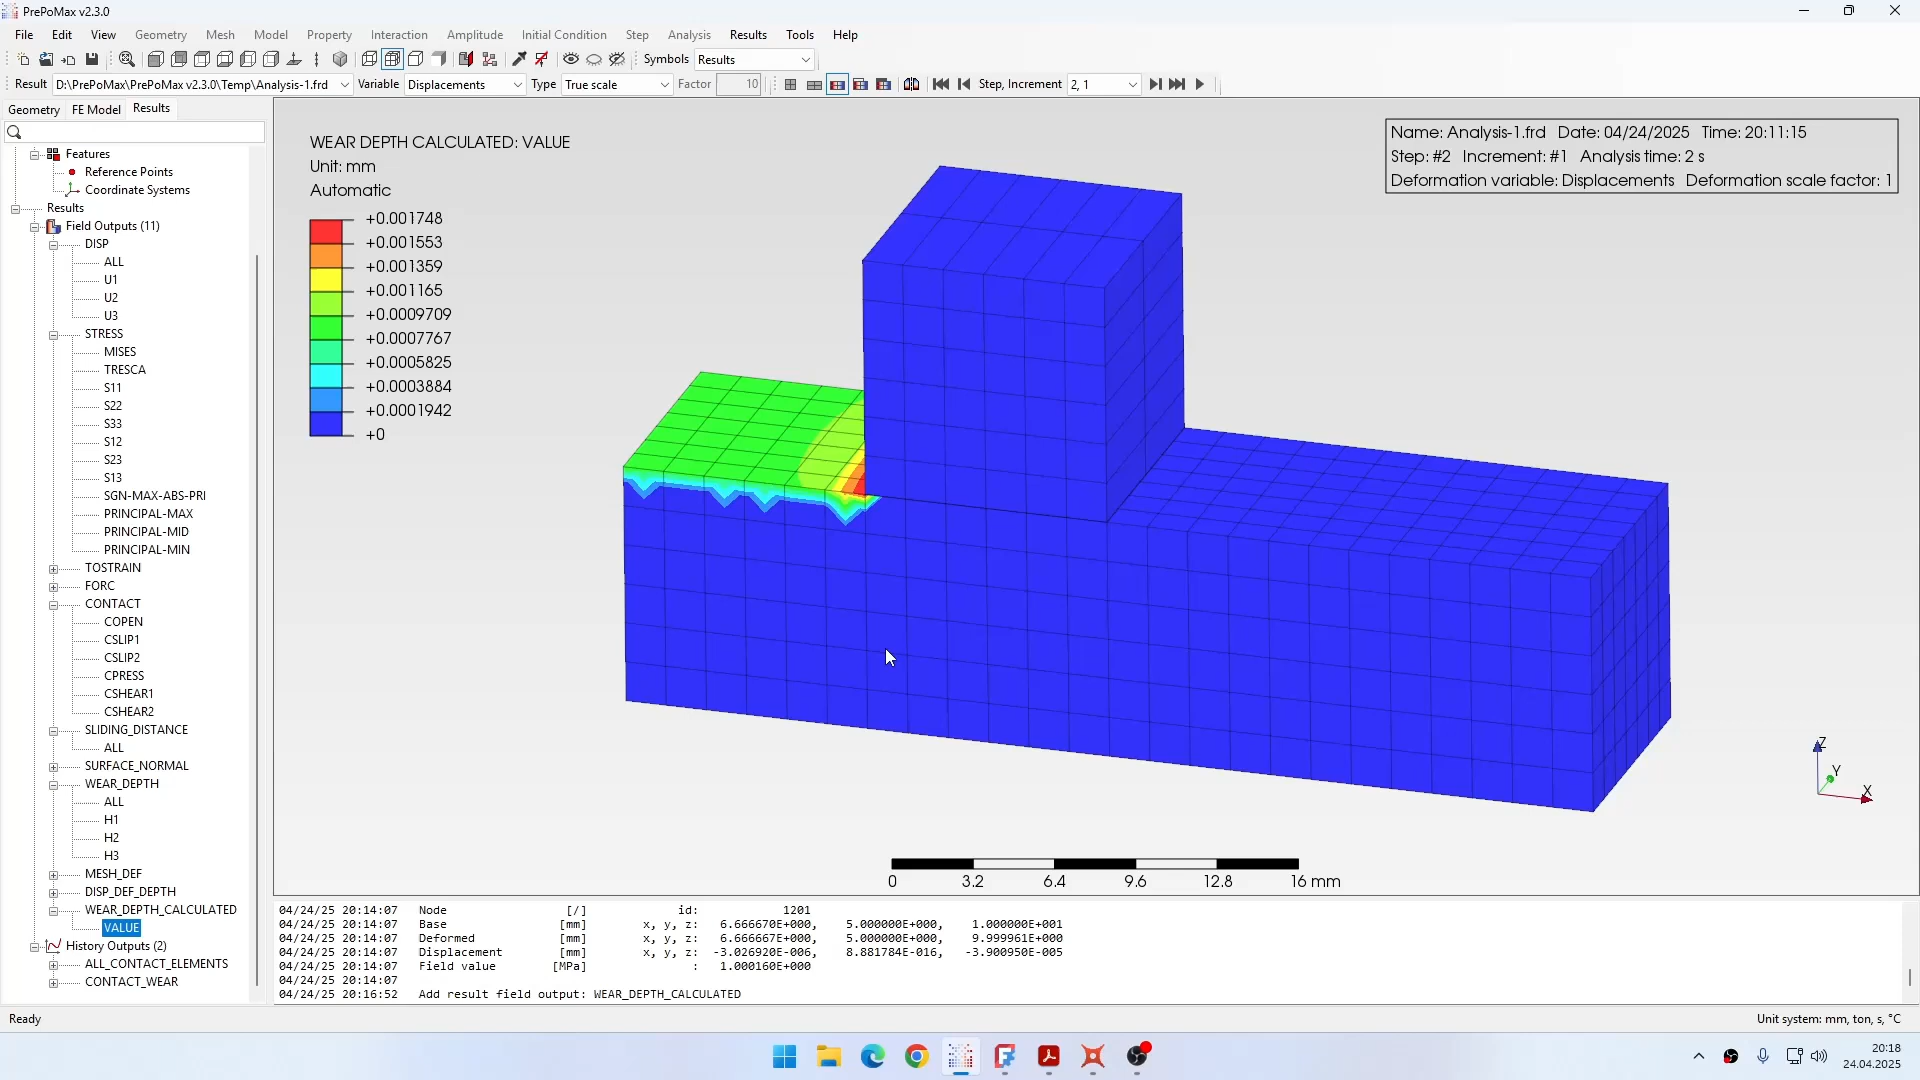 PrePoMax v2.3.0
File Edit View Geometry Mesh Model Property Interaction Amplitude Initial Condition Step Analysis Results Tools Help
Symbols Results
Result D:\PrePoMax\PrePoMax v2.3.0\Temp\Analysis-1.frd Variable Displacements Type True scale Factor 10 Step, Increment 2, 1
Geometry FE Model Results
Features
Reference Points
Coordinate Systems
Results
Field Outputs (11)
DISP
ALL
U1
U2
U3
STRESS
MISES
TRESCA
S11
S22
S33
S12
S23
S13
SGN-MAX-ABS-PRI
PRINCIPAL-MAX
PRINCIPAL-MID
PRINCIPAL-MIN
TOSTRAIN
FORC
CONTACT
COPEN
CSLIP1
CSLIP2
CPRESS
CSHEAR1
CSHEAR2
SLIDING_DISTANCE
ALL
SURFACE_NORMAL
WEAR_DEPTH
ALL
H1
H2
H3
MESH_DEF
DISP_DEF_DEPTH
WEAR_DEPTH_CALCULATED
VALUE
History Outputs (2)
ALL_CONTACT_ELEMENTS
CONTACT_WEAR
WEAR DEPTH CALCULATED: VALUE
Unit: mm
Automatic
+0.001748
+0.001553
+0.001359
+0.001165
+0.0009709
+0.0007767
+0.0005825
+0.0003884
+0.0001942
+0
Name: Analysis-1.frd Date: 04/24/2025 Time: 20:11:15
Step: #2 Increment: #1 Analysis time: 2 s
Deformation variable: Displacements Deformation scale factor: 1
Z
Y
X
0 3.2 6.4 9.6 12.8 16 mm
04/24/25 20:14:07 Node [/] id: 1201
04/24/25 20:14:07 Base [mm] x, y, z: 6.666670E+000, 5.000000E+000, 1.000000E+001
04/24/25 20:14:07 Deformed [mm] x, y, z: 6.666667E+000, 5.000000E+000, 9.999961E+000
04/24/25 20:14:07 Displacement [mm] x, y, z: -3.026920E-006, 8.881784E-016, -3.900950E-005
04/24/25 20:14:07 Field value [MPa] : 1.000160E+000
04/24/25 20:14:07
04/24/25 20:16:52 Add result field output: WEAR_DEPTH_CALCULATED
Ready
Unit system: mm, ton, s, °C
20:18
24.04.2025